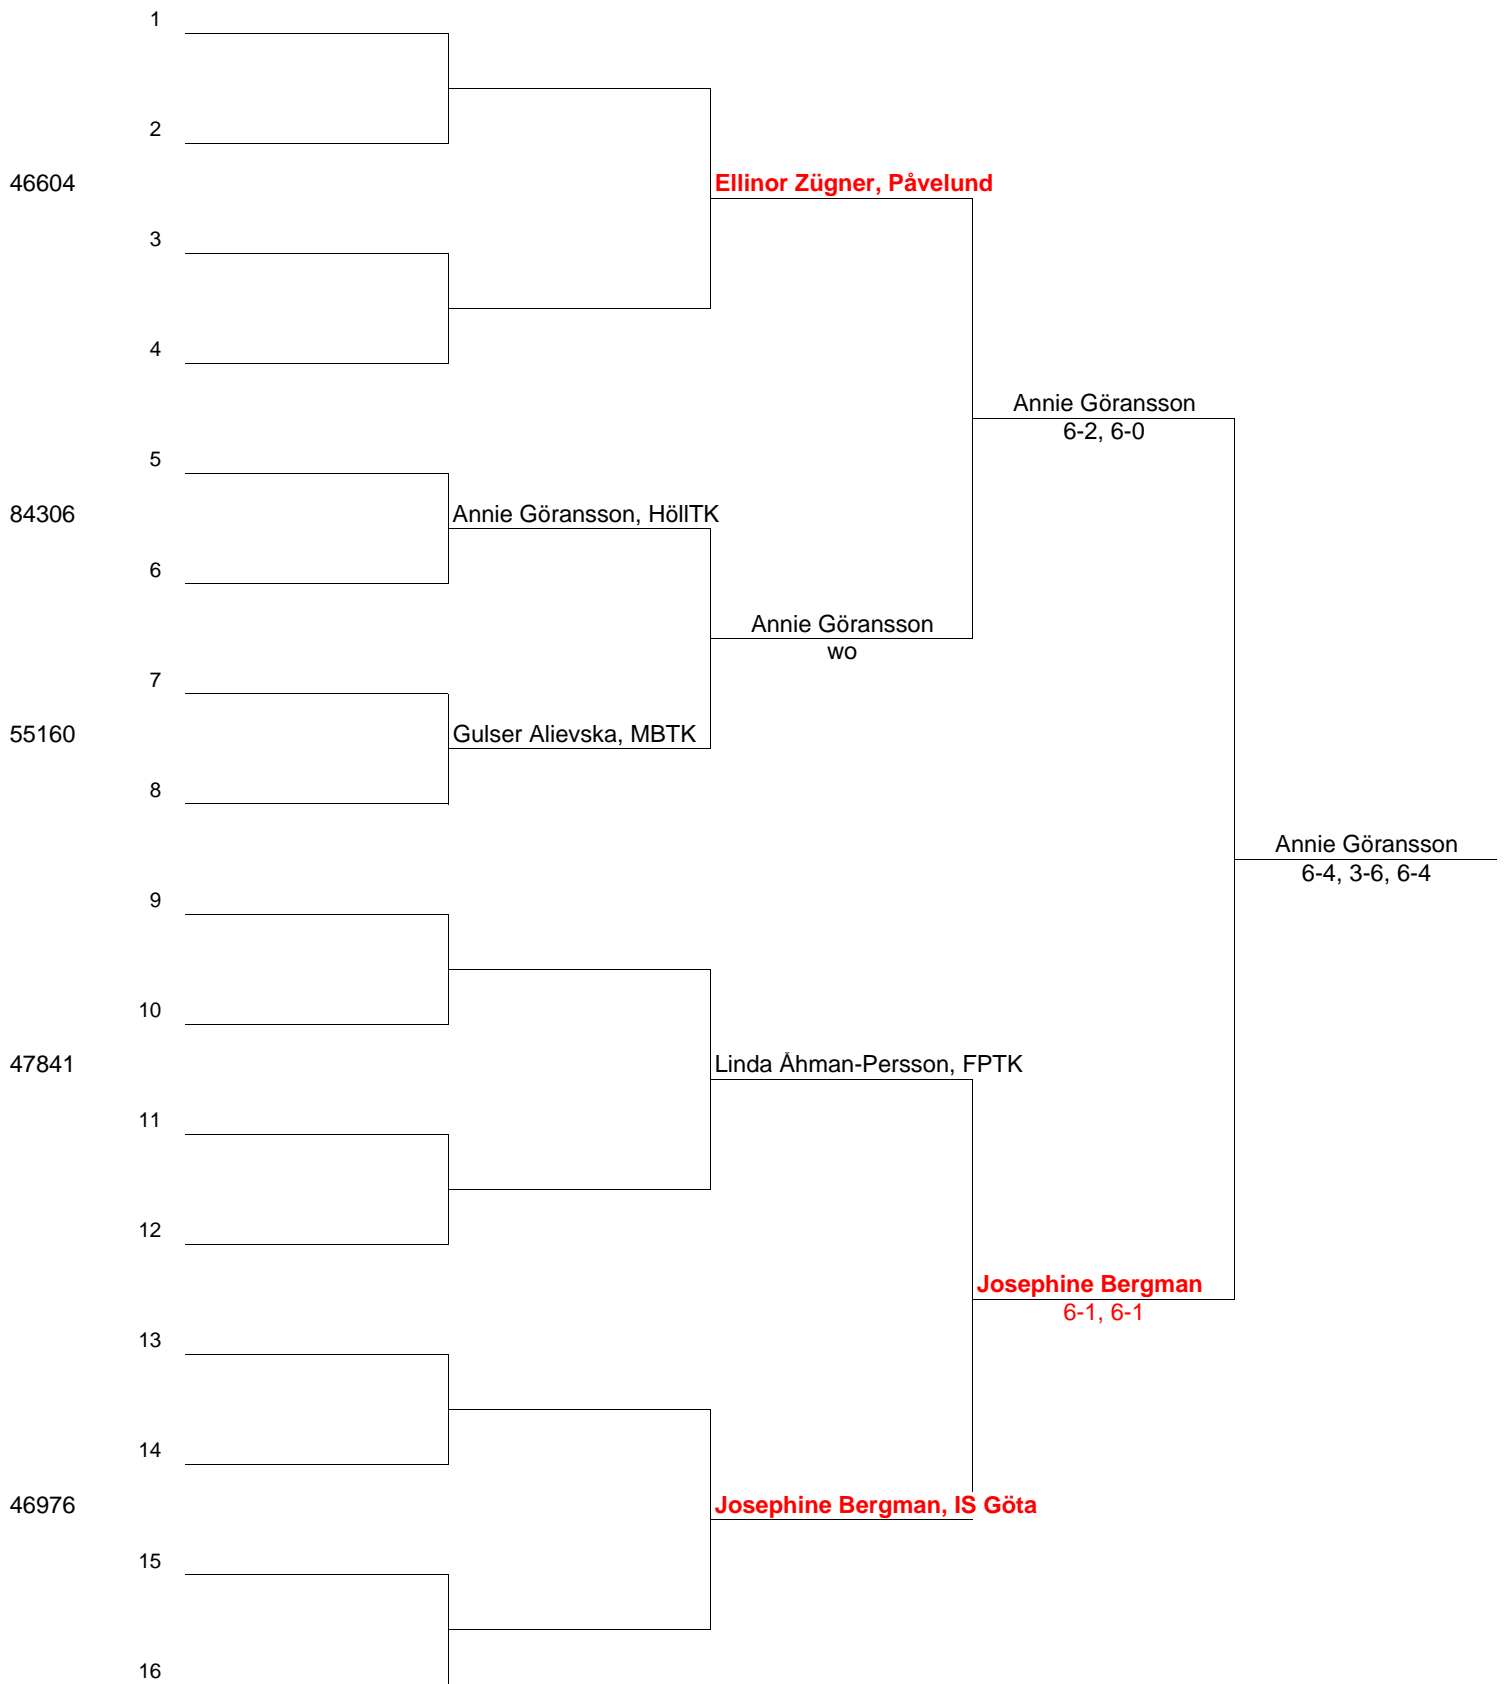 1
2
46604 Ellinor Zügner, Påvelund
3
4
Annie Göransson
6-2, 6-0
5
84306 Annie Göransson, HöllTK
6
Annie Göransson
wo
7
55160 Gulser Alievska, MBTK
8
Annie Göransson
6-4, 3-6, 6-4
9
10
47841 Linda Åhman-Persson, FPTK
11
12
Josephine Bergman
6-1, 6-1
13
14
46976 Josephine Bergman, IS Göta
15
16